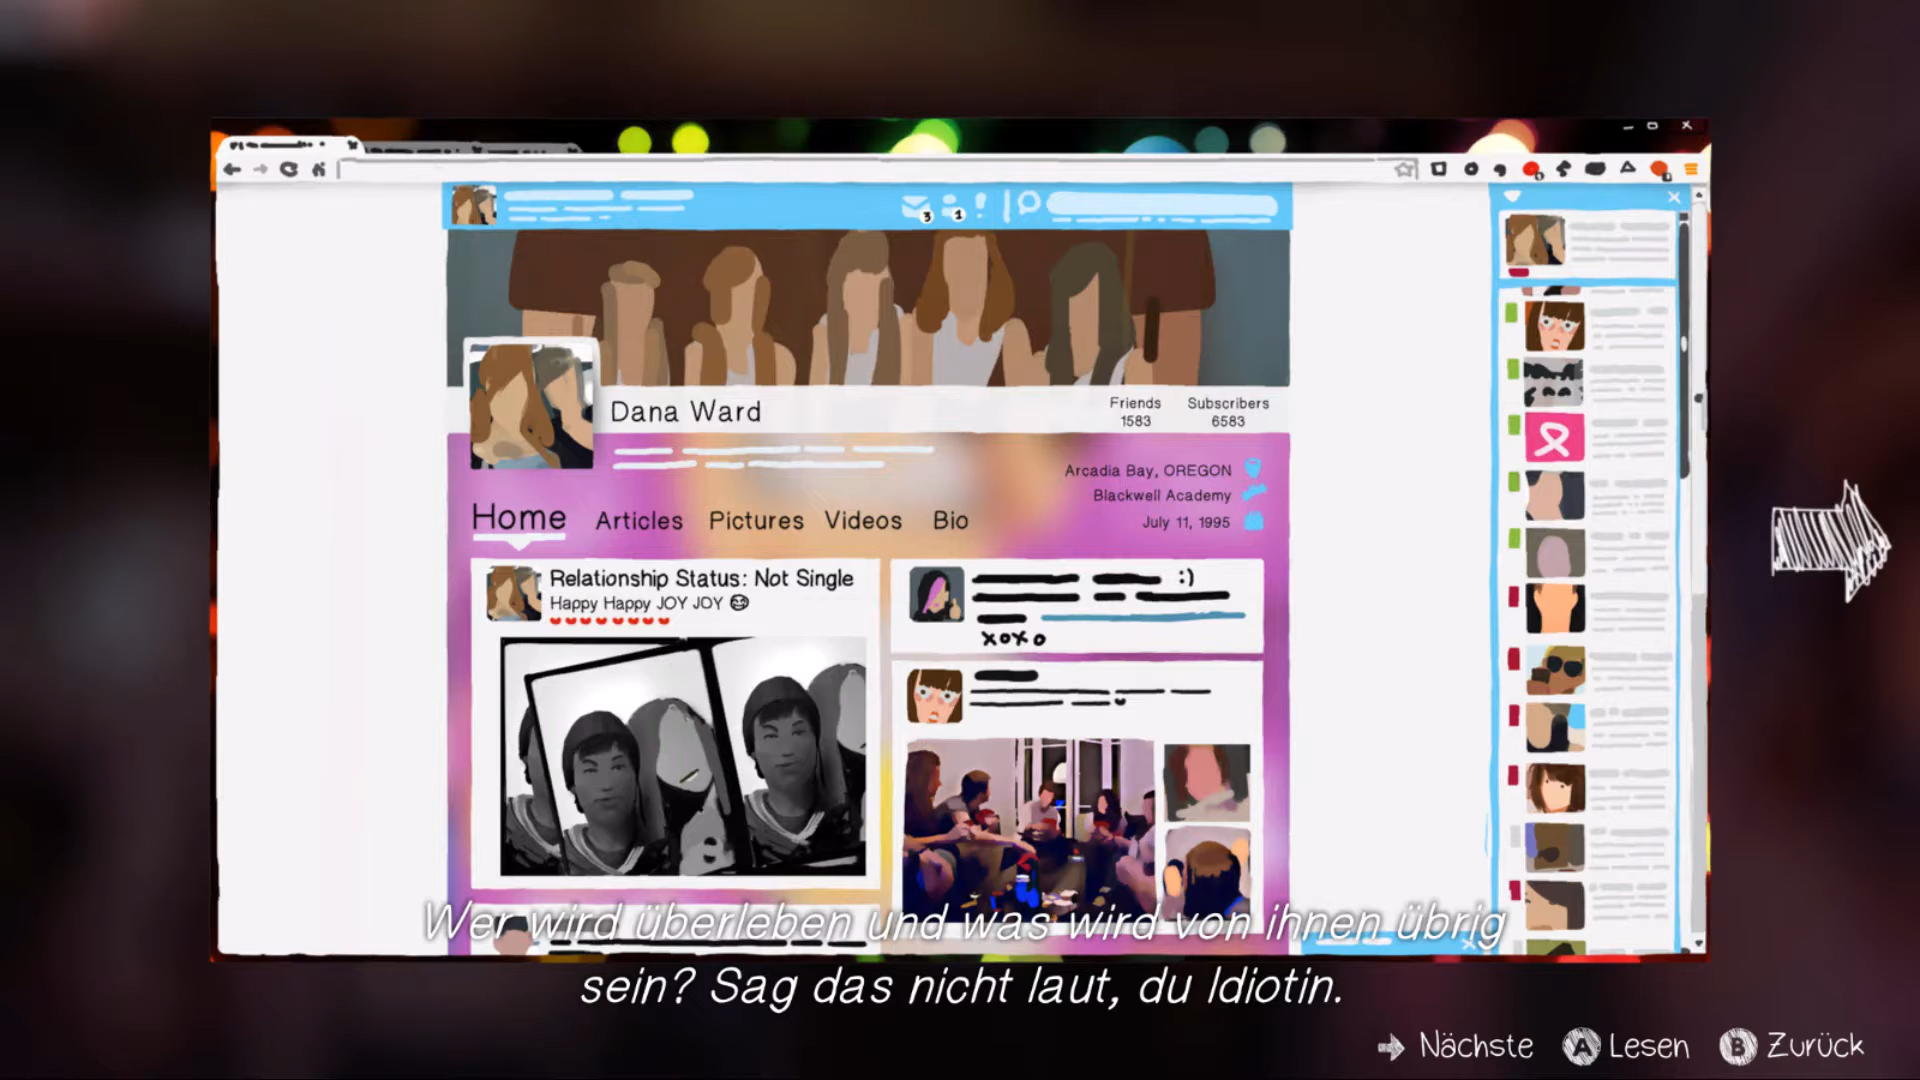 3
1
Dana Ward
Friends
1583
Subscribers
6583
Arcadia Bay, OREGON
Blackwell Academy
July 11, 1995
Home
Articles
Pictures
Videos
Bio
Relationship Status: Not Single
Happy Happy JOY JOY
:)
xoxo
Wer wird überleben und was wird von ihnen übrig
sein? Sag das nicht laut, du Idiotin.
Nächste
A Lesen
B Zurück